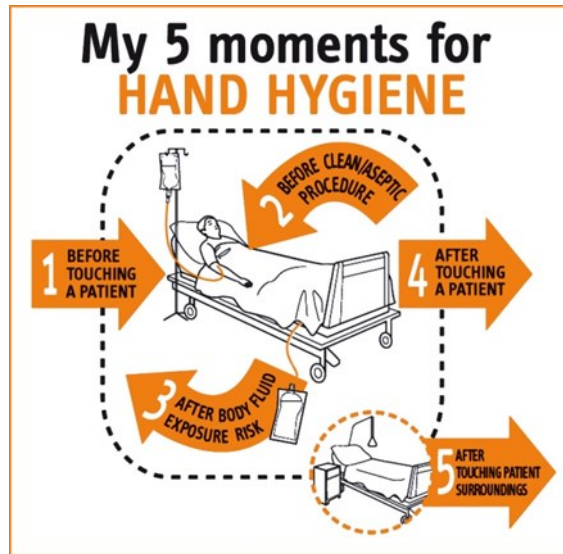 My 5 moments for
HAND HYGIENE
1 BEFORE
TOUCHING
A PATIENT
2 BEFORE CLEAN/ASEPTIC
PROCEDURE
3 AFTER BODY FLUID
EXPOSURE RISK
4 AFTER
TOUCHING
A PATIENT
5 AFTER
TOUCHING PATIENT
SURROUNDINGS